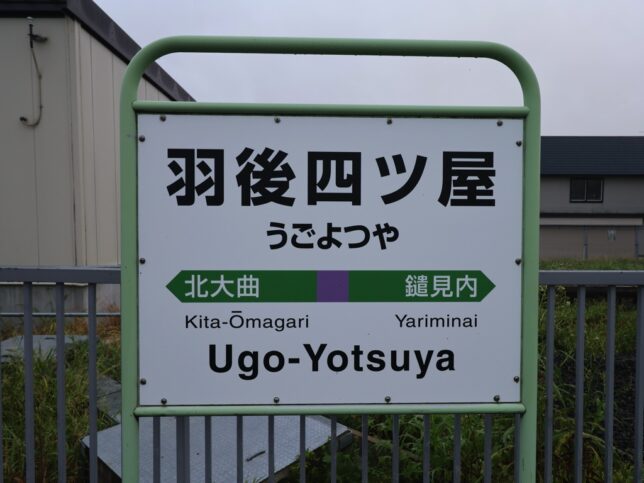 羽後四ツ屋
うごよつや
北大曲 鑓見内
Kita-Ōmagari Yariminai
Ugo-Yotsuya